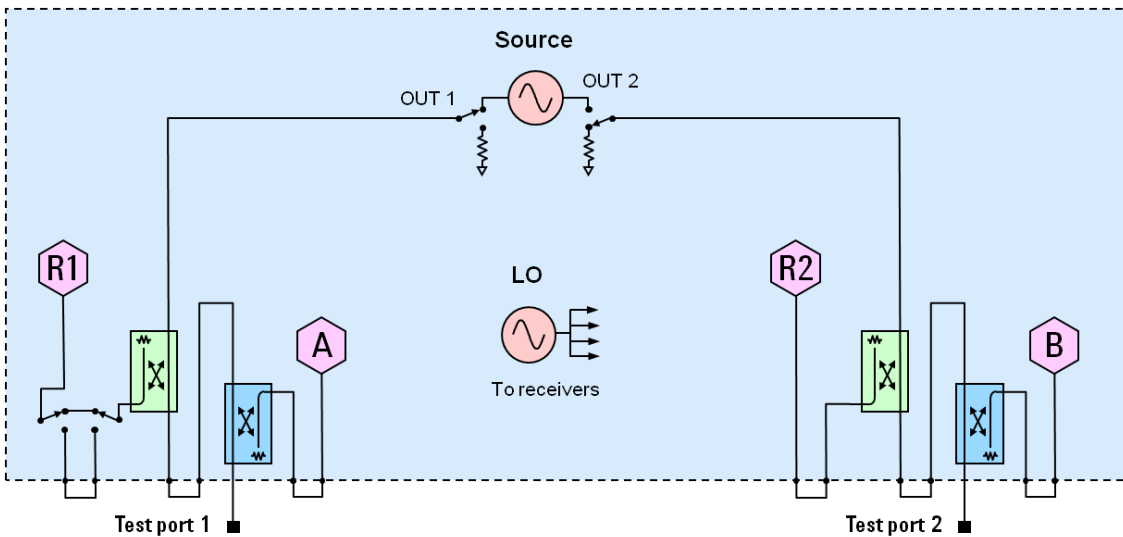 Source
OUT 1
OUT 2
R1
R2
LO
A
B
To receivers
Test port 1
Test port 2